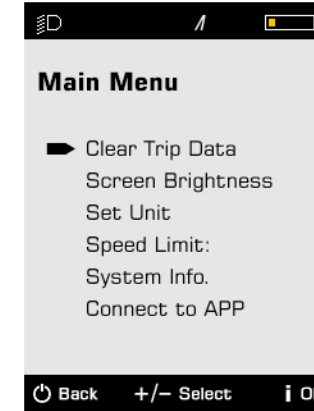 Main Menu
Clear Trip Data
Screen Brightness
Set Unit
Speed Limit:
System Info.
Connect to APP
Back +/- Select i